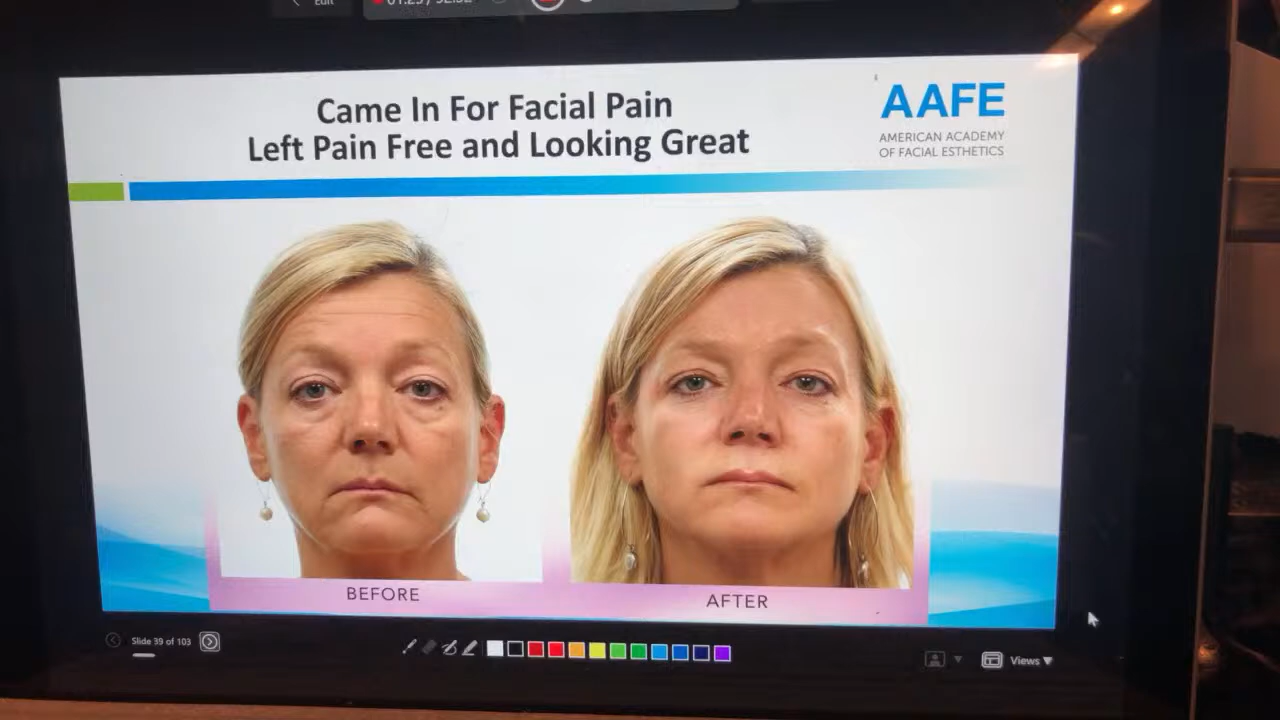 Edit
Came In For Facial Pain
Left Pain Free and Looking Great
AAFE
AMERICAN ACADEMY
OF FACIAL ESTHETICS
BEFORE
AFTER
Slide 39 of 103
Views